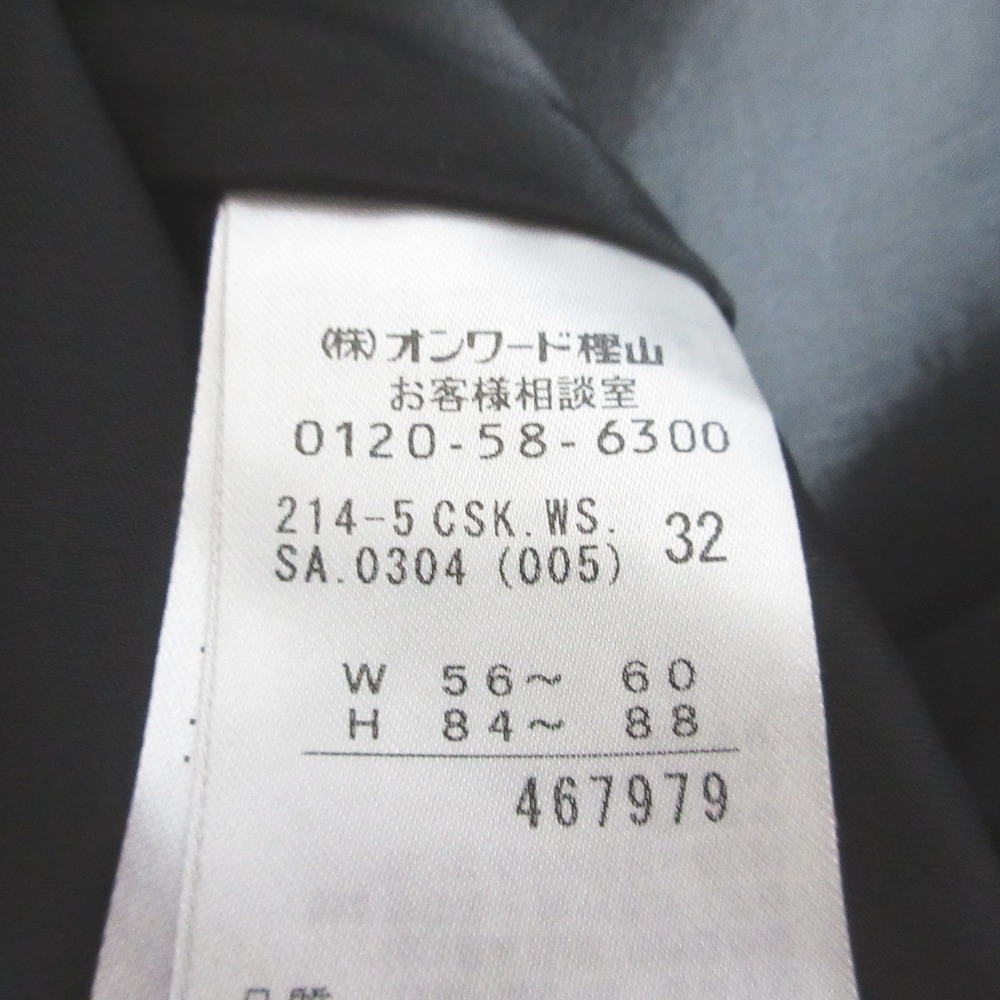 (株)オンワード樫山
お客様相談室
0120-58-6300
214-5 CSK.WS. 32
SA.0304 (005)
W 56~ 60
H 84~ 88
467979